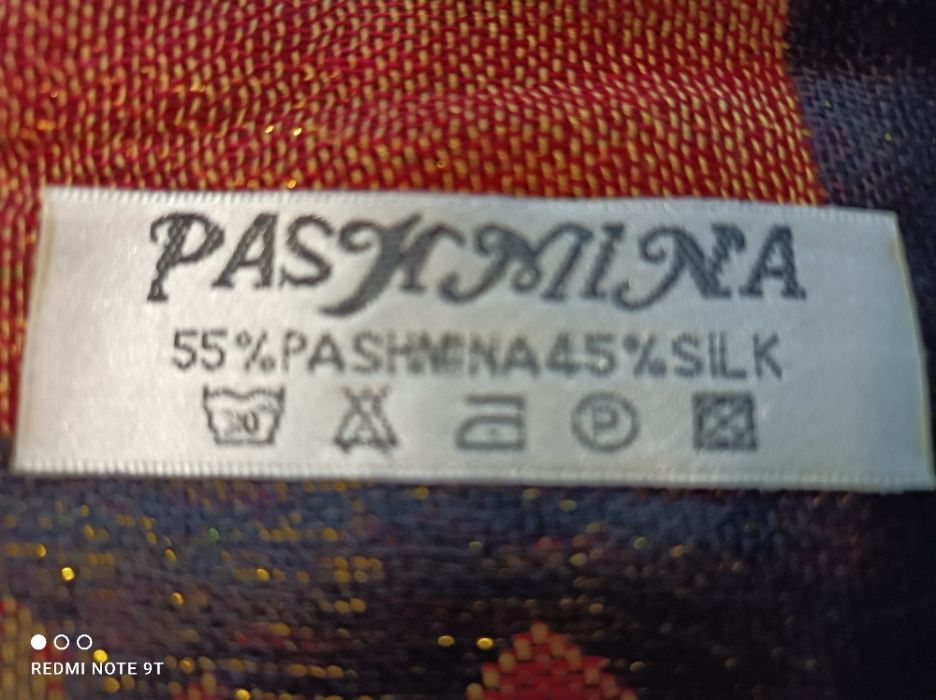 PASHMINA
55%PASHMINA45%SILK
P
REDMI NOTE 9T